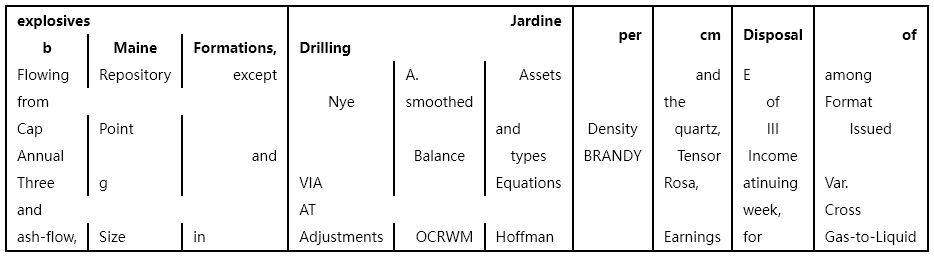 explosives Jardine per cm Disposal of
b Maine Formations, Drilling
Flowing Repository except A. Assets and E among
from Nye smoothed the of Format
Cap Point and Density quartz, III Issued
Annual and Balance types BRANDY Tensor Income
Three g VIA Equations Rosa, atinuing Var.
and AT week, Cross
ash-flow, Size in Adjustments OCRWM Hoffman Earnings for Gas-to-Liquid